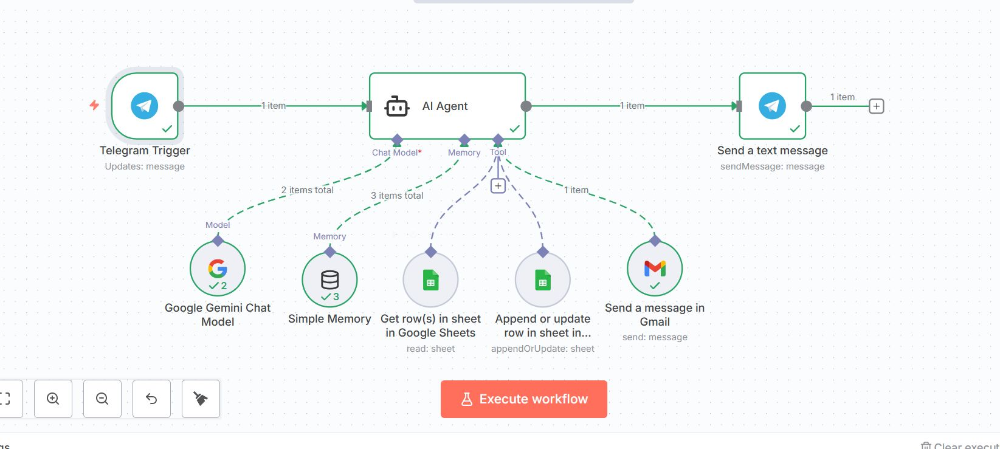 1 item
AI Agent
1 item
1 item
Telegram Trigger
Updates: message
Chat Model*
Memory
Tool
Send a text message
sendMessage: message
2 items total
3 items total
1 item
Model
Memory
2
3
Google Gemini Chat
Model
Simple Memory
Get row(s) in sheet
in Google Sheets
read: sheet
Append or update
row in sheet in...
appendOrUpdate: sheet
Send a message in
Gmail
send: message
Execute workflow
gs
Clear execut